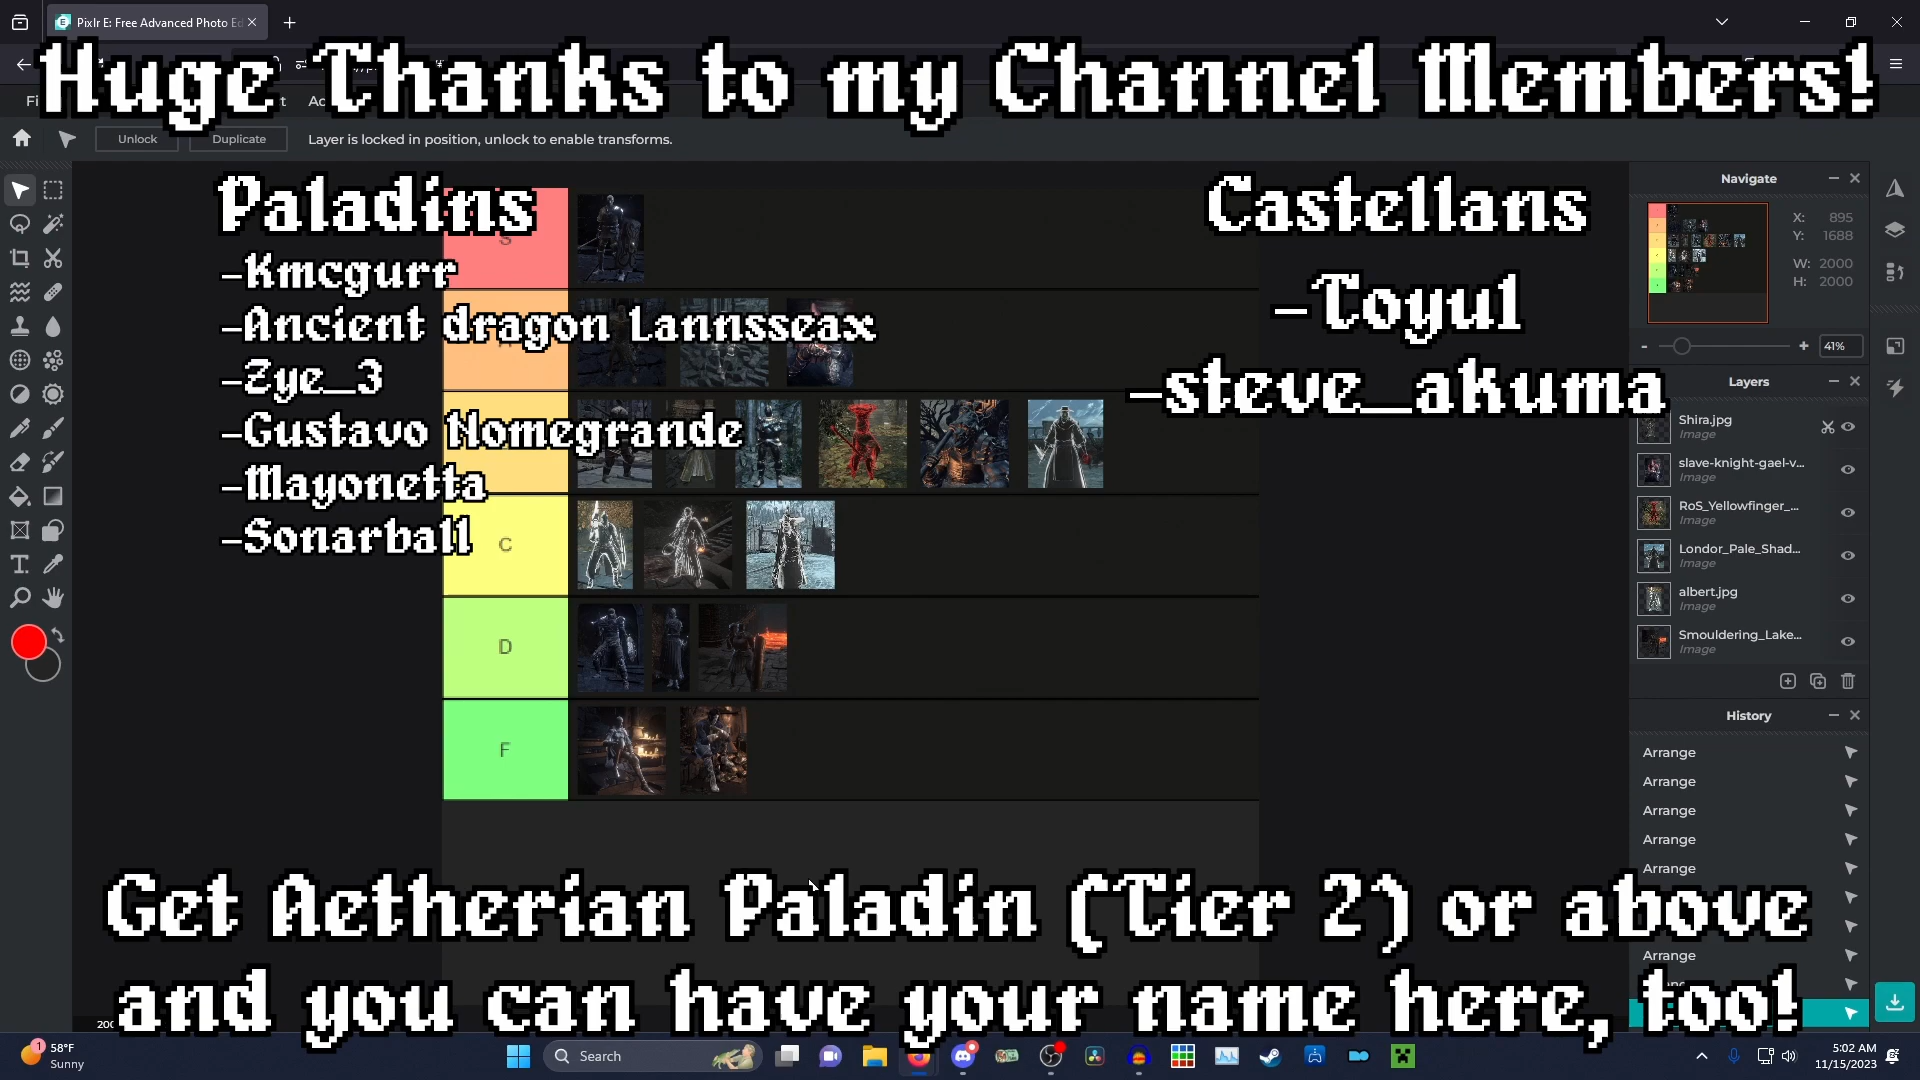 Pixlr E: Free Advanced Photo Ed
Huge Thanks to my Channel Members!
Unlock
Duplicate
Layer is locked in position, unlock to enable transforms.
Paladins
-Kmcgurr
-Ancient dragon Lannsseax
-Zye_3
-Gustavo Nomegrande
-Mayonetta
-Sonarball
Castellans
-Toyu1
-steve_akuma
S
C
D
F
Navigate
X: 895
Y: 1688
W: 2000
H: 2000
41%
Layers
Shira.jpg
Image
slave-knight-gael-v...
Image
RoS_Yellowfinger_...
Image
Londor_Pale_Shad...
Image
albert.jpg
Image
Smouldering_Lake...
Image
History
Arrange
Arrange
Arrange
Arrange
Arrange
Arrange
Get Aetherian Paladin (Tier 2) or above
and you can have your name here, too!
1
58°F
Sunny
Search
5:02 AM
11/15/2023